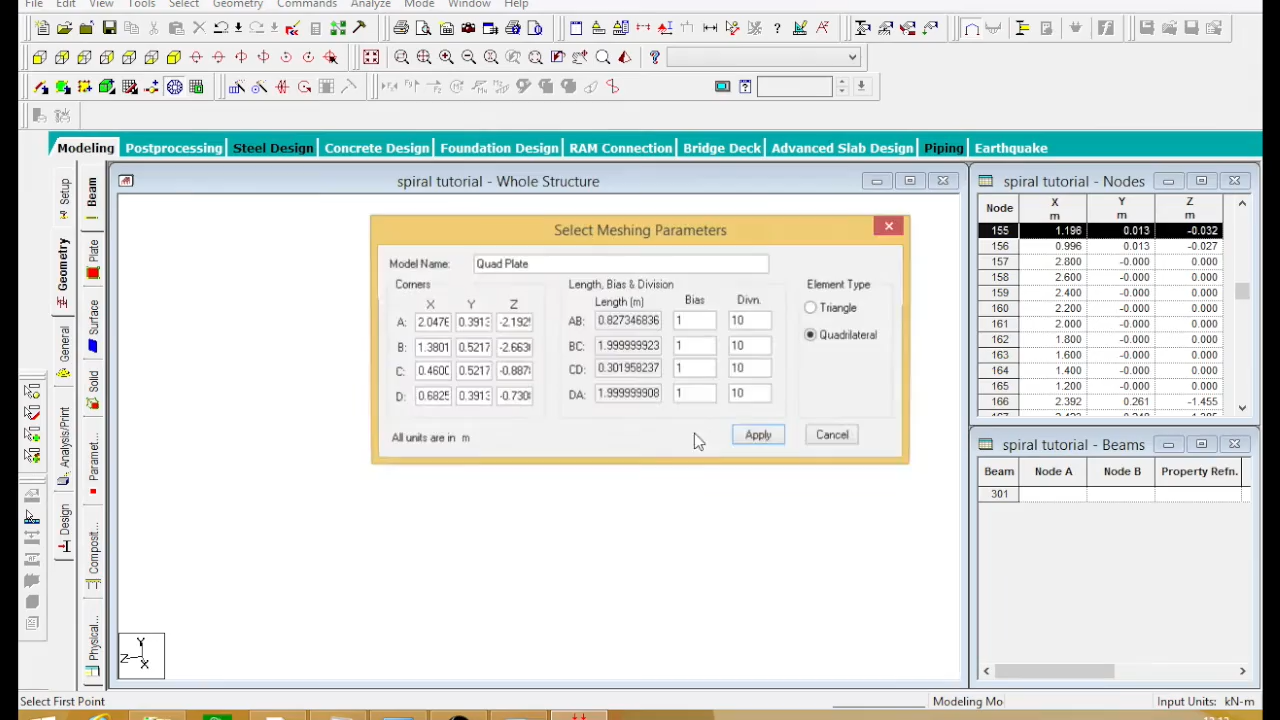 File Edit View Tools Select Geometry Commands Analyze Mode Window Help
Modeling Postprocessing Steel Design Concrete Design Foundation Design RAM Connection Bridge Deck Advanced Slab Design Piping Earthquake
Setup
Geometry
General
Analysis/Print
Design
Beam
Plate
Surface
Solid
Paramet...
Composit...
Physical...
spiral tutorial - Whole Structure
Select Meshing Parameters
Model Name: Quad Plate
Corners
X Y Z
A: 2.0476 0.3913 -2.192
B: 1.3801 0.5217 -2.663
C: 0.4600 0.5217 -0.887
D: 0.6825 0.3913 -0.730
All units are in m
Length, Bias & Division
Length (m) Bias Divn.
AB: 0.827346836 1 10
BC: 1.999999923 1 10
CD: 0.301958237 1 10
DA: 1.999999908 1 10
Element Type
Triangle
Quadrilateral
Apply Cancel
Y
Z
X
spiral tutorial - Nodes
Node X m Y m Z m
155 1.196 0.013 -0.032
156 0.996 0.013 -0.027
157 2.800 -0.000 0.000
158 2.600 -0.000 0.000
159 2.400 -0.000 0.000
160 2.200 -0.000 0.000
161 2.000 -0.000 0.000
162 1.800 -0.000 0.000
163 1.600 -0.000 0.000
164 1.400 -0.000 0.000
165 1.200 -0.000 0.000
166 2.392 0.261 -1.455
spiral tutorial - Beams
Beam Node A Node B Property Refn.
301
Select First Point Modeling Mo Input Units: kN-m